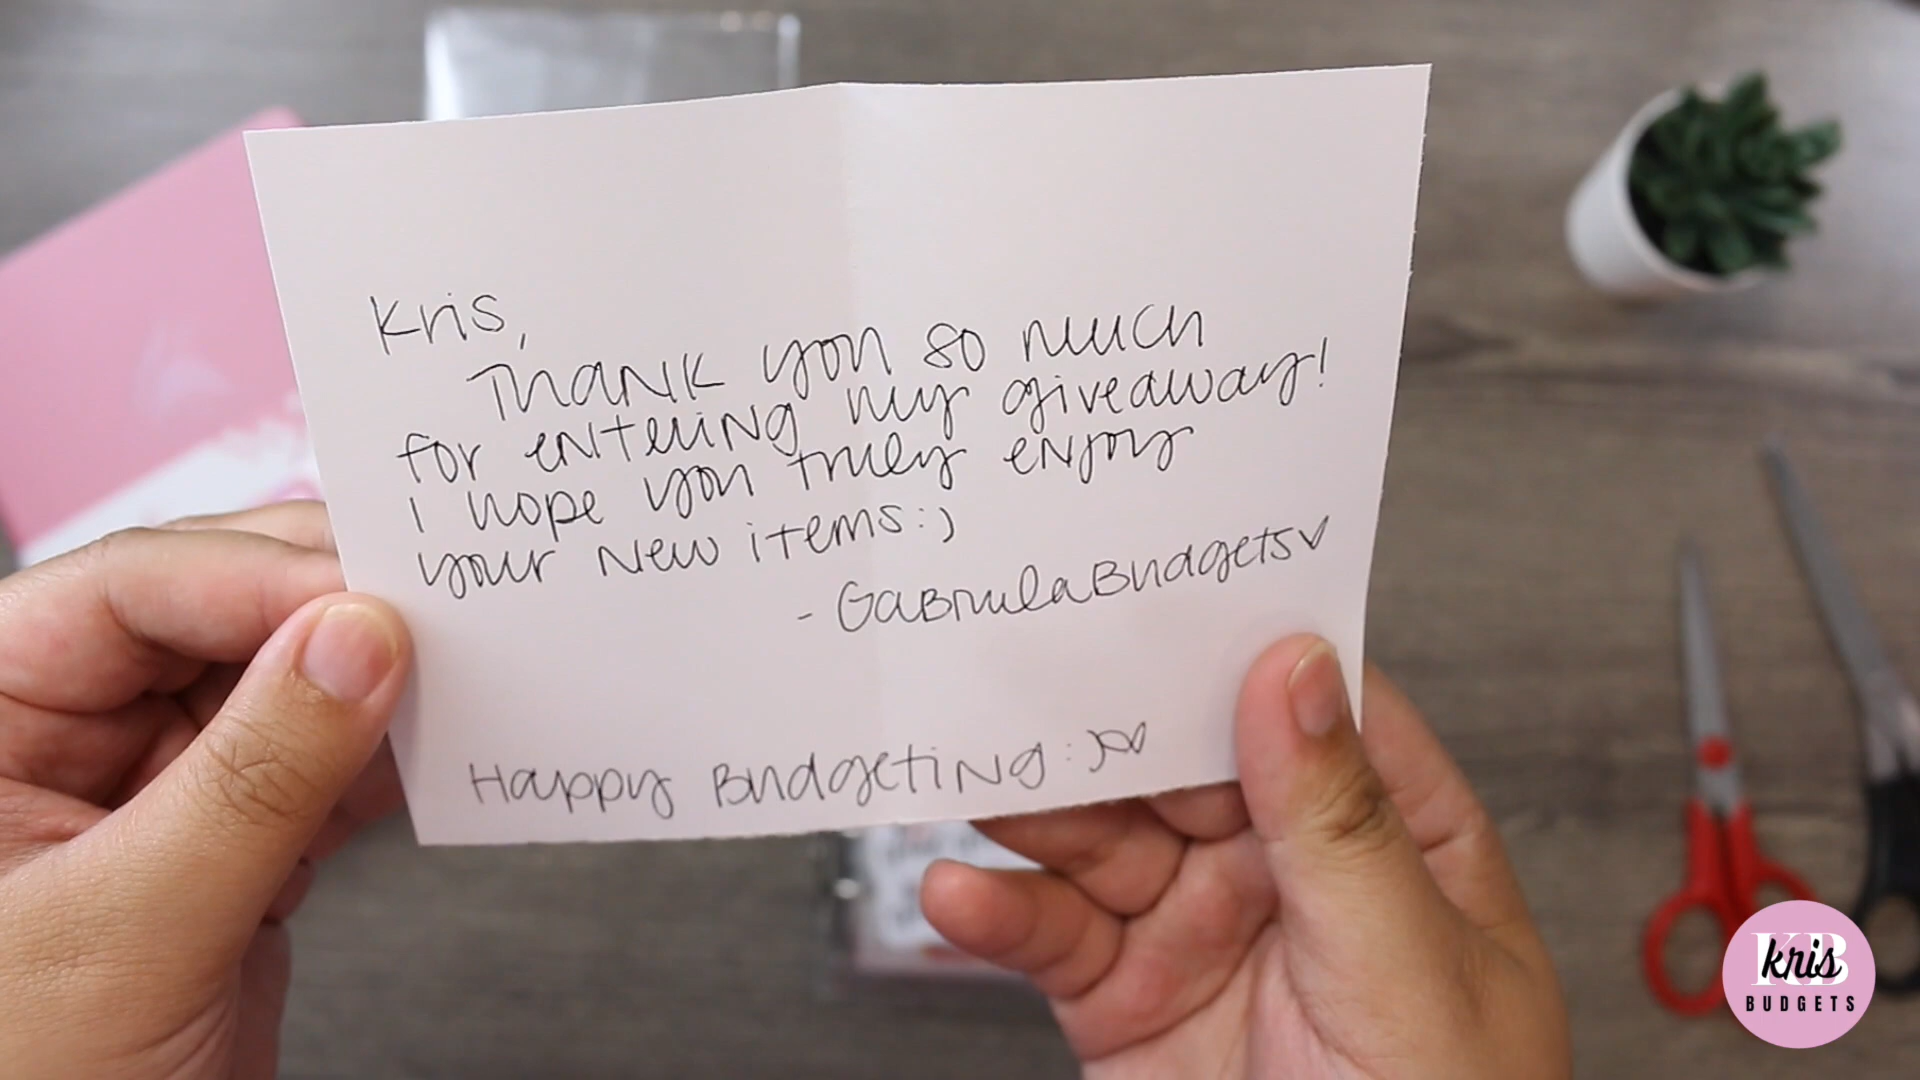 Kris,
Thank you so much
for entering my giveaway!
I hope you truly enjoy
your new items:)
- GabrielaBudgets♡
Happy Budgeting:)♡
KB
kris
BUDGETS